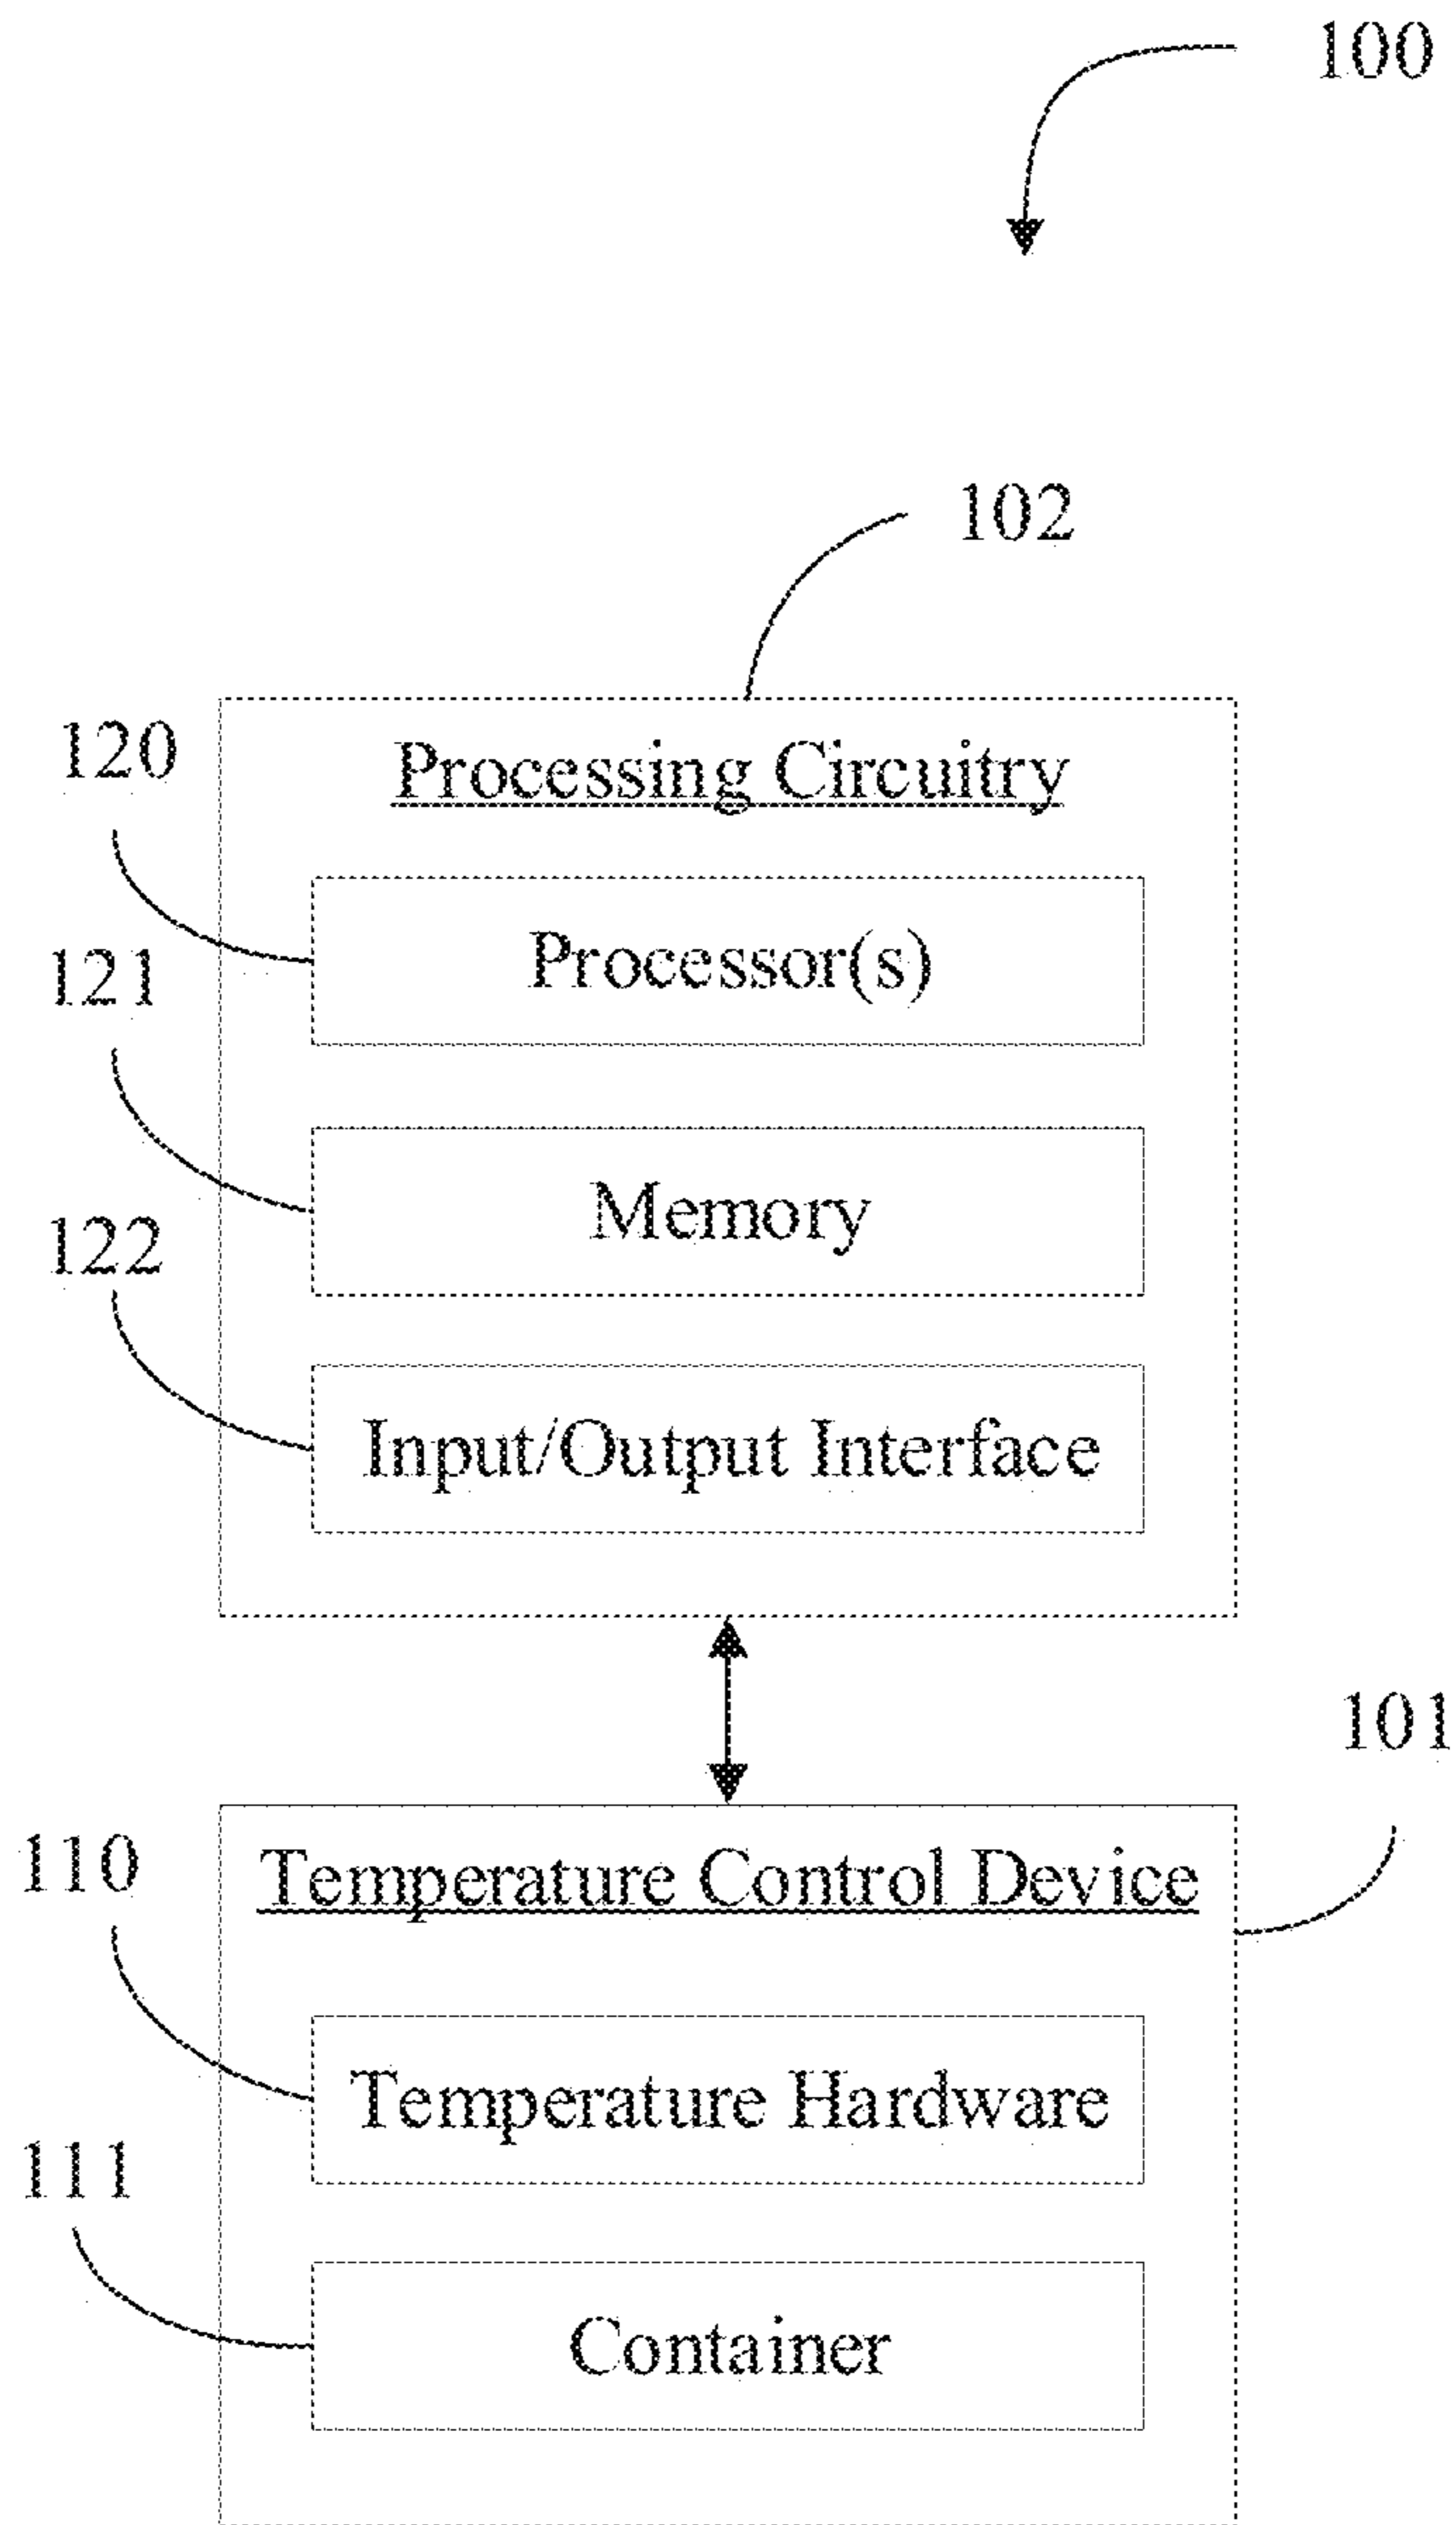 100
102
120
Processing Circuitry
Processor(s)
121
Memory
122
Input/Output Interface
101
110
Temperature Control Device
Temperature Hardware
111
Container